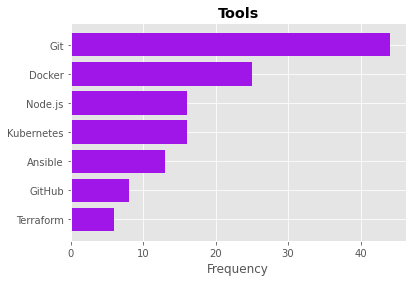 Tools
Git
Docker
Node.js
Kubernetes
Ansible
GitHub
Terraform
0 10 20 30 40
Frequency